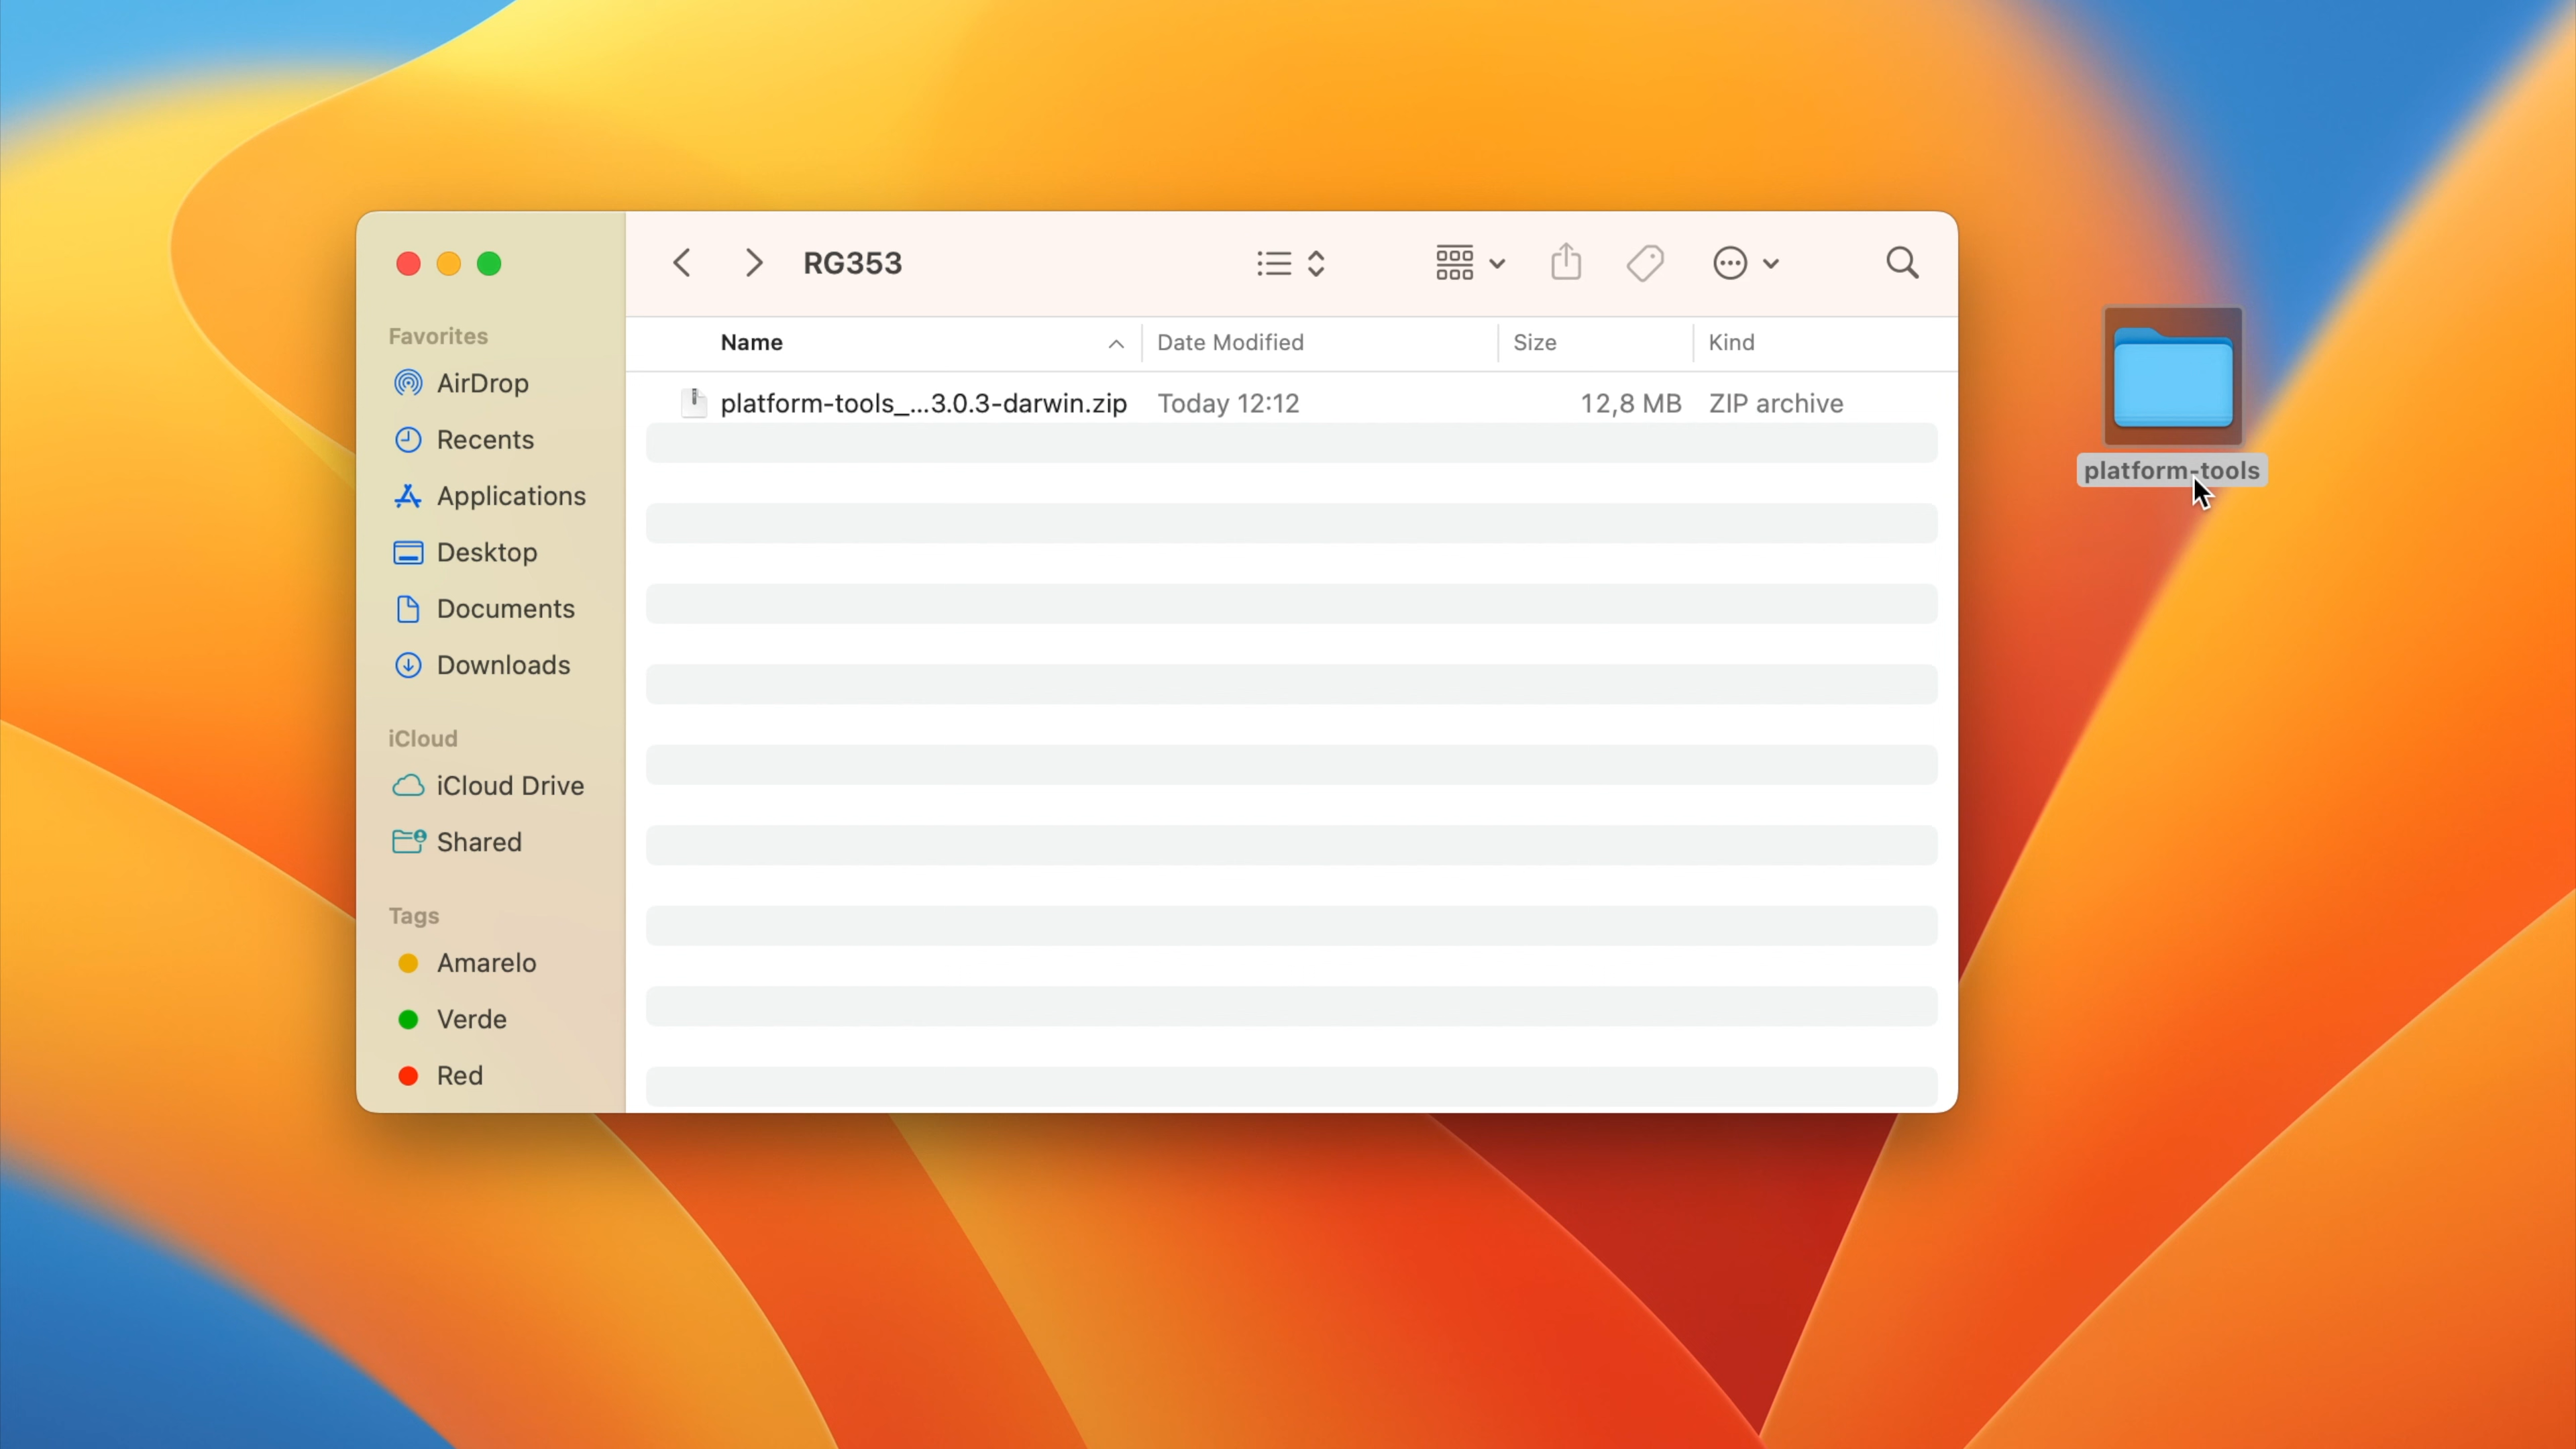 RG353
Favorites
AirDrop
Recents
Applications
Desktop
Documents
Downloads
iCloud
iCloud Drive
Shared
Tags
Amarelo
Verde
Red
Name Date Modified Size Kind
platform-tools_...3.0.3-darwin.zip Today 12:12 12,8 MB ZIP archive
platform-tools